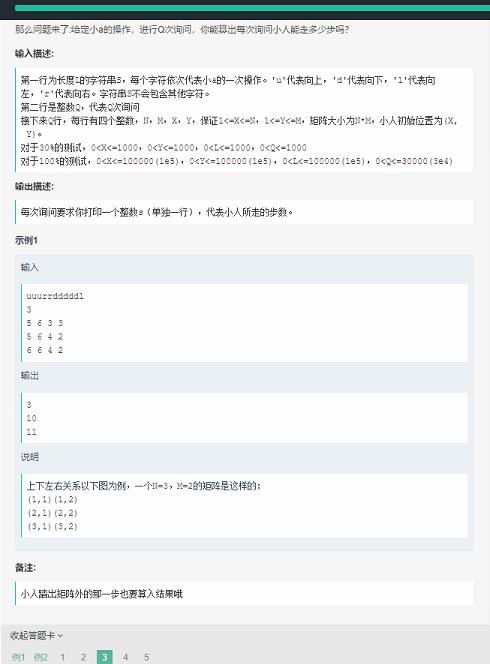 那么问题来了:给定小a的操作，进行Q次询问，你能算出每次询问小人能走多少步吗?
输入描述:
第一行为长度L的字符串S，每个字符依次代表小a的一次操作。'u'代表向上，'d'代表向下，'l'代表向
左，'r'代表向右。字符串S不会包含其他字符。
第二行是整数Q，代表Q次询问
接下来Q行，每行有四个整数，N，M，X，Y，保证1<=X<=N，1<=Y<=M，矩阵大小为N*M，小人初始位置为(X,
Y)。
对于30%的测试，0<X<=1000，0<Y<=1000，0<L<=1000，0<Q<=1000
对于100%的测试，0<X<=100000(1e5)，0<Y<=100000(1e5)，0<L<=100000(1e5)，0<Q<=30000(3e4)
输出描述:
每次询问要求你打印一个整数s（单独一行），代表小人所走的步数。
示例1
输入
uuurrdddddl
3
5 6 3 3
5 6 4 2
6 6 4 2
输出
3
10
11
说明
上下左右关系以下图为例，一个N=3，M=2的矩阵是这样的:
(1,1)(1,2)
(2,1)(2,2)
(3,1)(3,2)
备注:
小人踏出矩阵外的那一步也要算入结果哦
收起答题卡
例1 例2 1 2 3 4 5